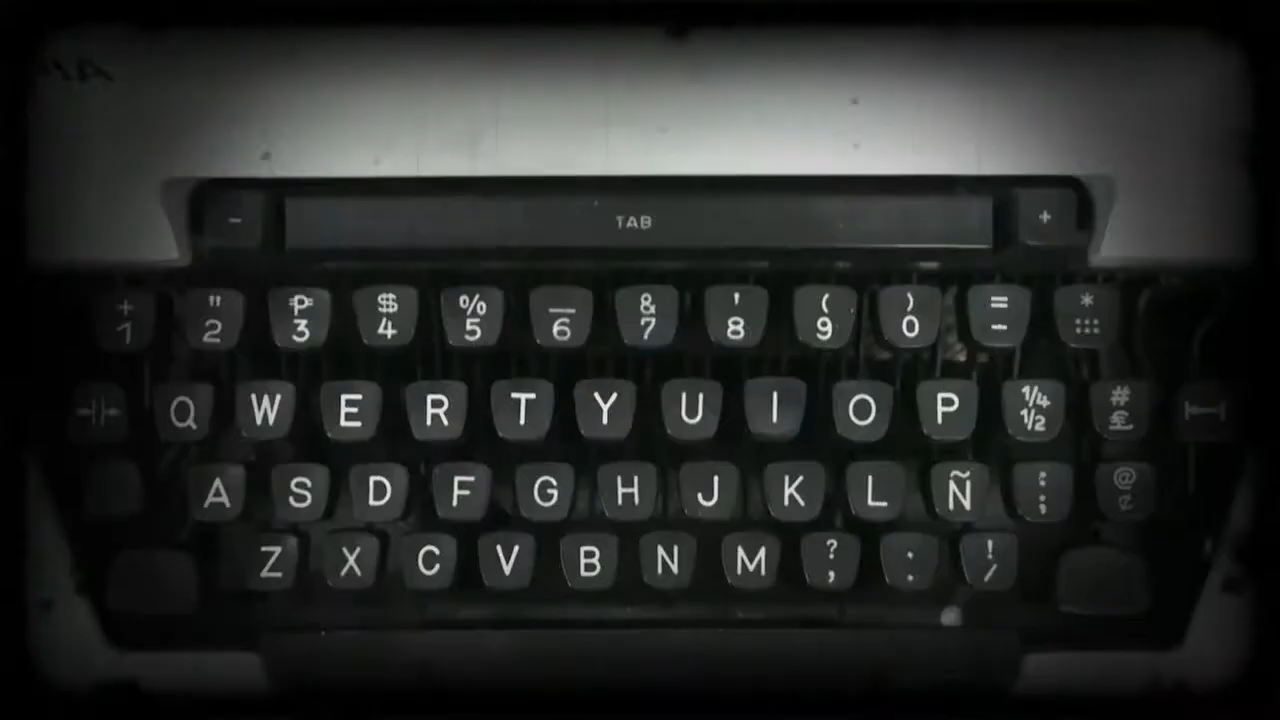 - TAB +
+ " ₱ $ % _ & ' ( ) = *
1 2 3 4 5 6 7 8 9 0 - :::
Q W E R T Y U I O P 1/4 #
1/2 £
A S D F G H J K L Ñ : @
; ¢
Z X C V B N M ? . !
, . /